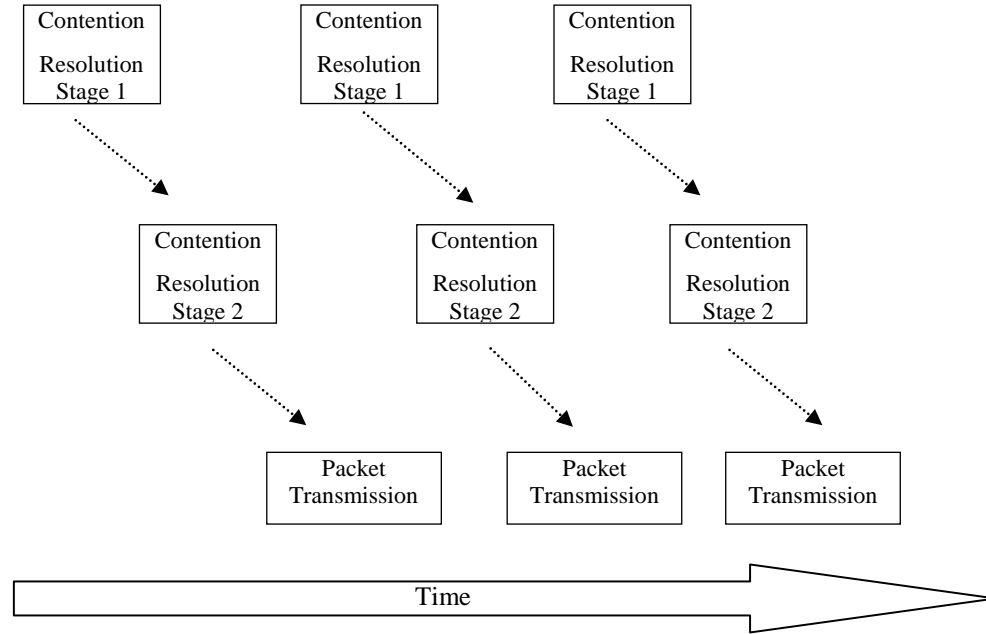 Contention
Resolution
Stage 1
Contention
Resolution
Stage 1
Contention
Resolution
Stage 1
Contention
Resolution
Stage 2
Contention
Resolution
Stage 2
Contention
Resolution
Stage 2
Packet
Transmission
Packet
Transmission
Packet
Transmission
Time